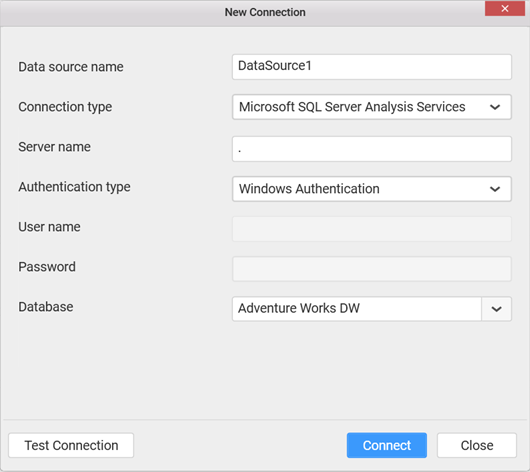 New Connection
Data source name DataSource1
Connection type Microsoft SQL Server Analysis Services
Server name .
Authentication type Windows Authentication
User name
Password
Database Adventure Works DW
Test Connection Connect Close